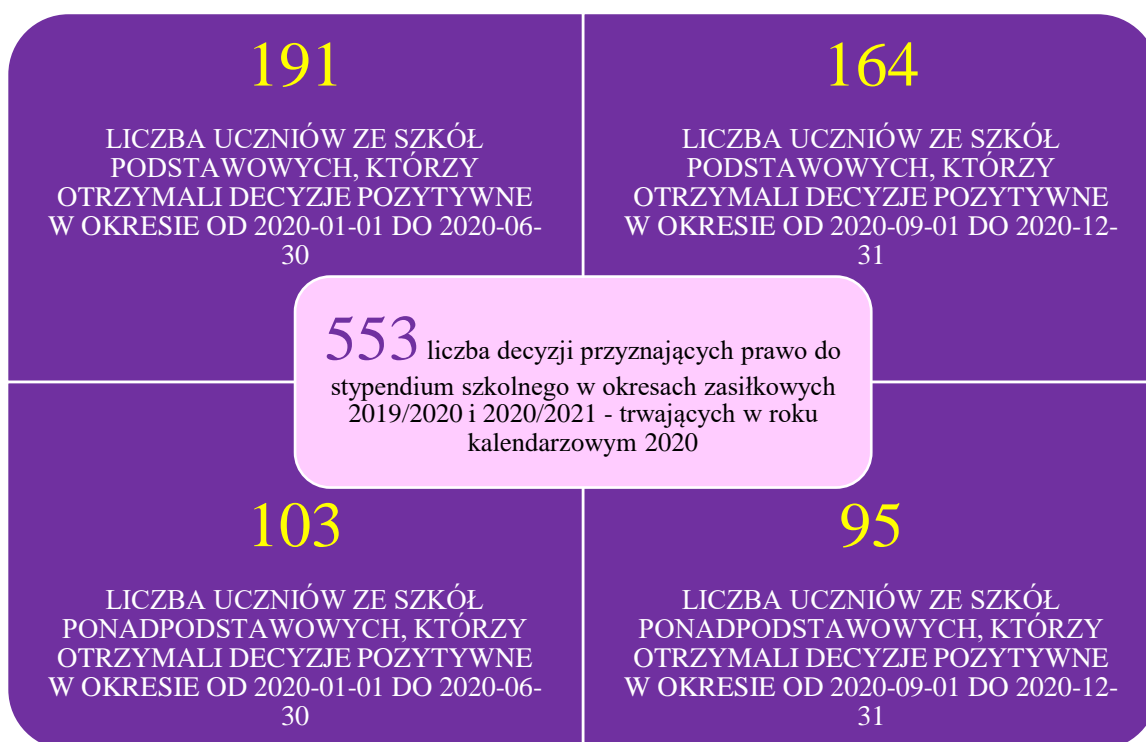 191
LICZBA UCZNIÓW ZE SZKÓŁ
PODSTAWOWYCH, KTÓRZY
OTRZYMALI DECYZJE POZYTYWNE
W OKRESIE OD 2020-01-01 DO 2020-06-
30
164
LICZBA UCZNIÓW ZE SZKÓŁ
PODSTAWOWYCH, KTÓRZY
OTRZYMALI DECYZJE POZYTYWNE
W OKRESIE OD 2020-09-01 DO 2020-12-
31
553 liczba decyzji przyznających prawo do
stypendium szkolnego w okresach zasiłkowych
2019/2020 i 2020/2021 - trwających w roku
kalendarzowym 2020
103
LICZBA UCZNIÓW ZE SZKÓŁ
PONADPODSTAWOWYCH, KTÓRZY
OTRZYMALI DECYZJE POZYTYWNE
W OKRESIE OD 2020-01-01 DO 2020-06-
30
95
LICZBA UCZNIÓW ZE SZKÓŁ
PONADPODSTAWOWYCH, KTÓRZY
OTRZYMALI DECYZJE POZYTYWNE
W OKRESIE OD 2020-09-01 DO 2020-12-
31